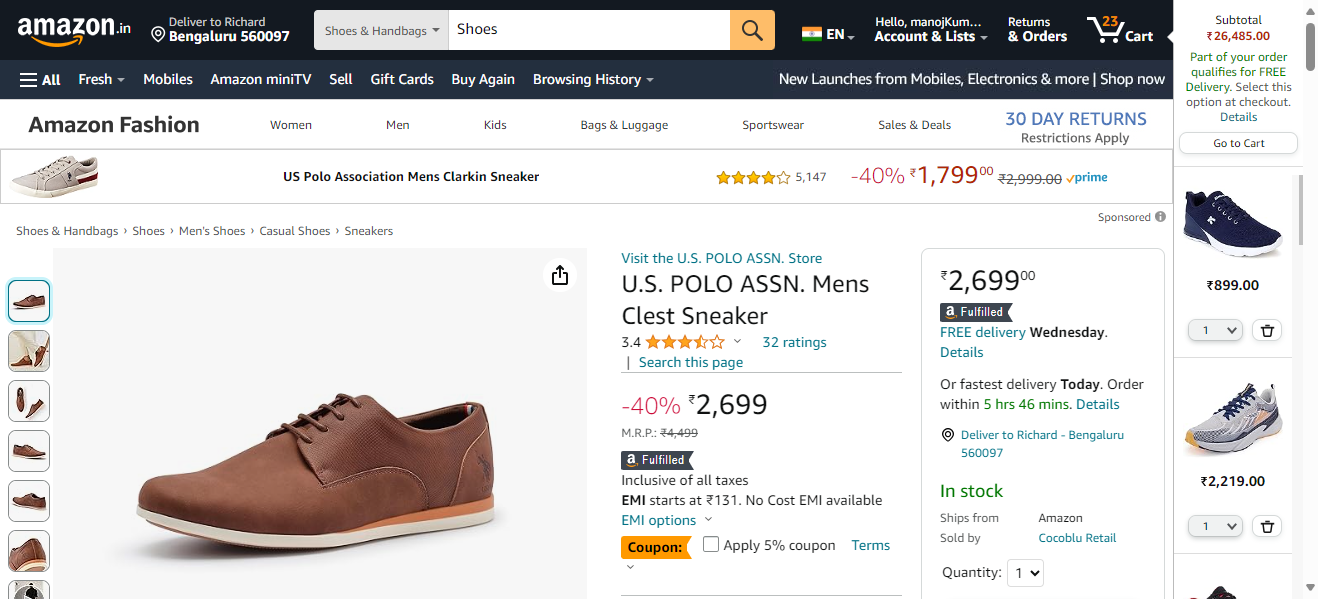 amazon.in
Deliver to Richard
Bengaluru 560097
Shoes & Handbags
Shoes
EN
Hello, manojKum...
Account & Lists
Returns
& Orders
23
Cart
All
Fresh
Mobiles
Amazon miniTV
Sell
Gift Cards
Buy Again
Browsing History
New Launches from Mobiles, Electronics & more | Shop now
Amazon Fashion
Women
Men
Kids
Bags & Luggage
Sportswear
Sales & Deals
30 DAY RETURNS
Restrictions Apply
US Polo Association Mens Clarkin Sneaker
5,147
-40% ₹1,79900 ₹2,999.00 prime
Sponsored
Shoes & Handbags › Shoes › Men's Shoes › Casual Shoes › Sneakers
Visit the U.S. POLO ASSN. Store
U.S. POLO ASSN. Mens
Clest Sneaker
3.4
32 ratings
| Search this page
-40% ₹2,699
M.R.P.: ₹4,499
a Fulfilled
Inclusive of all taxes
EMI starts at ₹131. No Cost EMI available
EMI options
Coupon:
Apply 5% coupon
Terms
₹2,69900
a Fulfilled
FREE delivery Wednesday.
Details
Or fastest delivery Today. Order
within 5 hrs 46 mins. Details
Deliver to Richard - Bengaluru
560097
In stock
Ships from
Amazon
Sold by
Cocoblu Retail
Quantity:
1
Subtotal
₹26,485.00
Part of your order
qualifies for FREE
Delivery. Select this
option at checkout.
Details
Go to Cart
₹899.00
1
₹2,219.00
1